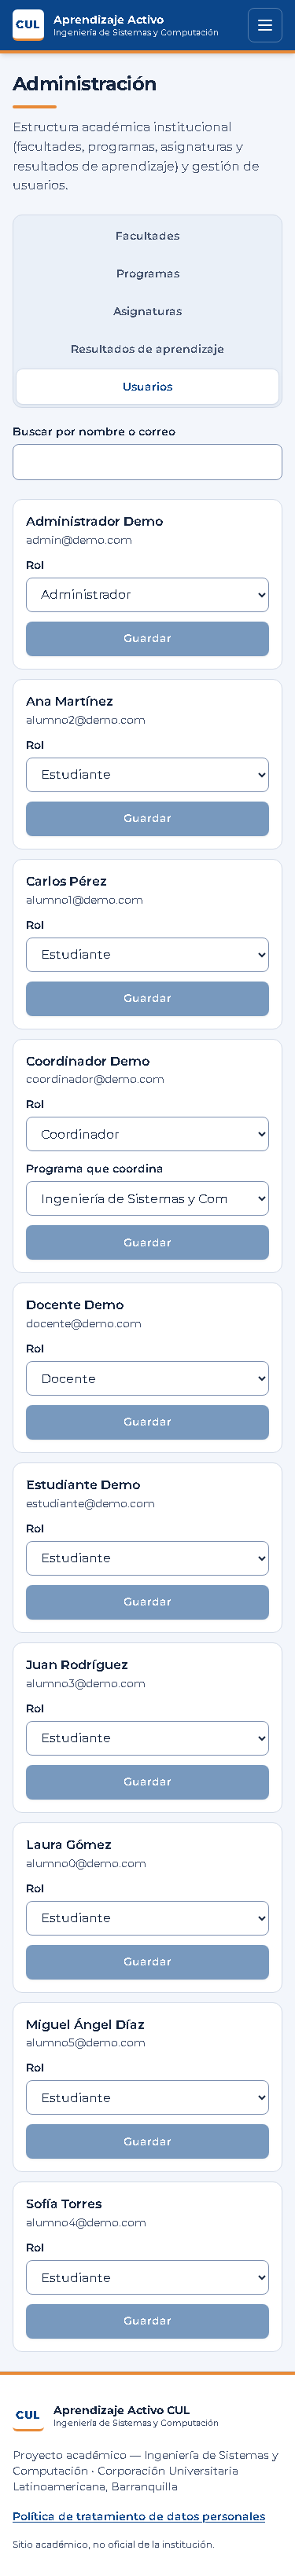 CUL
Aprendizaje Activo
Ingeniería de Sistemas y Computación
Administración
Estructura académica institucional
(facultades, programas, asignaturas y
resultados de aprendizaje) y gestión de
usuarios.
Facultades
Programas
Asignaturas
Resultados de aprendizaje
Usuarios
Buscar por nombre o correo
Administrador Demo
admin@demo.com
Rol
Administrador
Guardar
Ana Martínez
alumno2@demo.com
Rol
Estudiante
Guardar
Carlos Pérez
alumno1@demo.com
Rol
Estudiante
Guardar
Coordinador Demo
coordinador@demo.com
Rol
Coordinador
Programa que coordina
Ingeniería de Sistemas y Com
Guardar
Docente Demo
docente@demo.com
Rol
Docente
Guardar
Estudiante Demo
estudiante@demo.com
Rol
Estudiante
Guardar
Juan Rodríguez
alumno3@demo.com
Rol
Estudiante
Guardar
Laura Gómez
alumno0@demo.com
Rol
Estudiante
Guardar
Miguel Ángel Díaz
alumno5@demo.com
Rol
Estudiante
Guardar
Sofía Torres
alumno4@demo.com
Rol
Estudiante
Guardar
CUL
Aprendizaje Activo CUL
Ingeniería de Sistemas y Computación
Proyecto académico — Ingeniería de Sistemas y
Computación · Corporación Universitaria
Latinoamericana, Barranquilla
Política de tratamiento de datos personales
Sitio académico, no oficial de la institución.